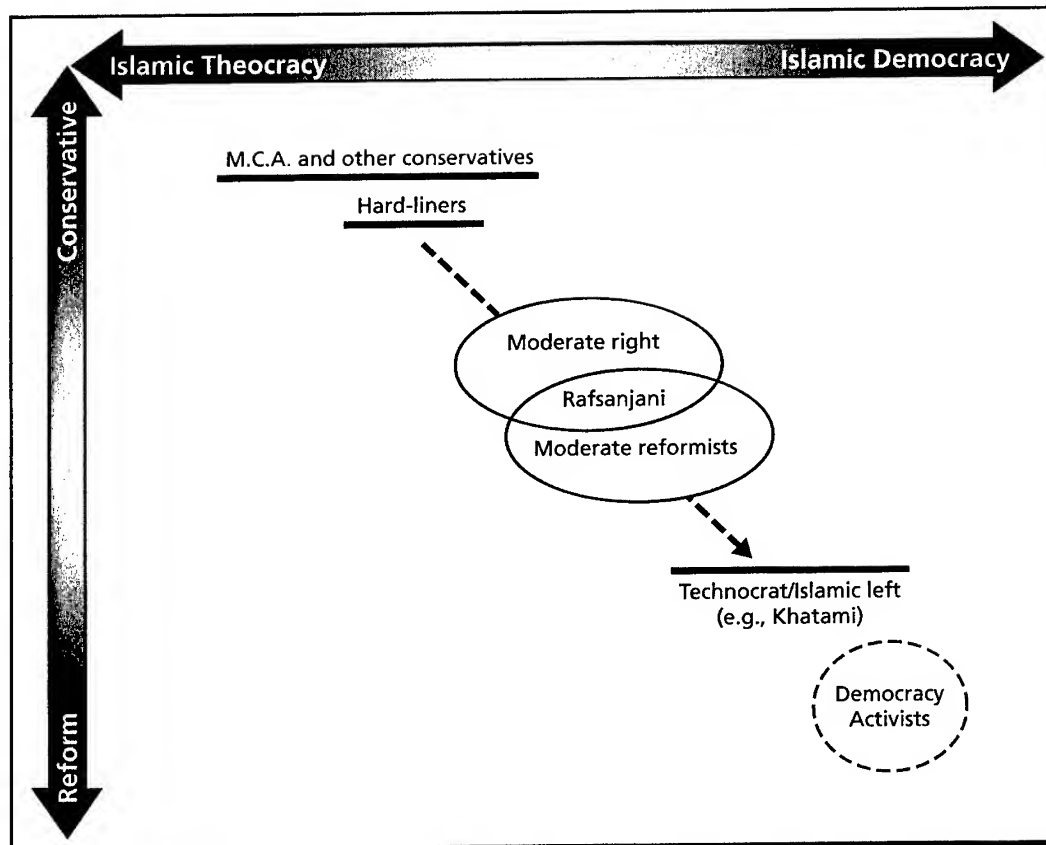 Islamic Theocracy
Islamic Democracy
Conservative
M.C.A. and other conservatives
Hard-liners
Moderate right
Rafsanjani
Moderate reformists
Technocrat/Islamic left
(e.g., Khatami)
Democracy
Activists
Reform